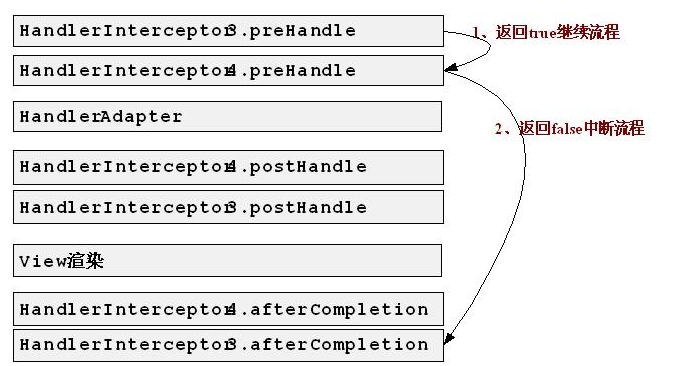 HandlerInterceptor3.preHandle
1、返回true继续流程
HandlerInterceptor4.preHandle
HandlerAdapter
2、返回false中断流程
HandlerInterceptor4.postHandle
HandlerInterceptor3.postHandle
View渲染
HandlerInterceptor4.afterCompletion
HandlerInterceptor3.afterCompletion